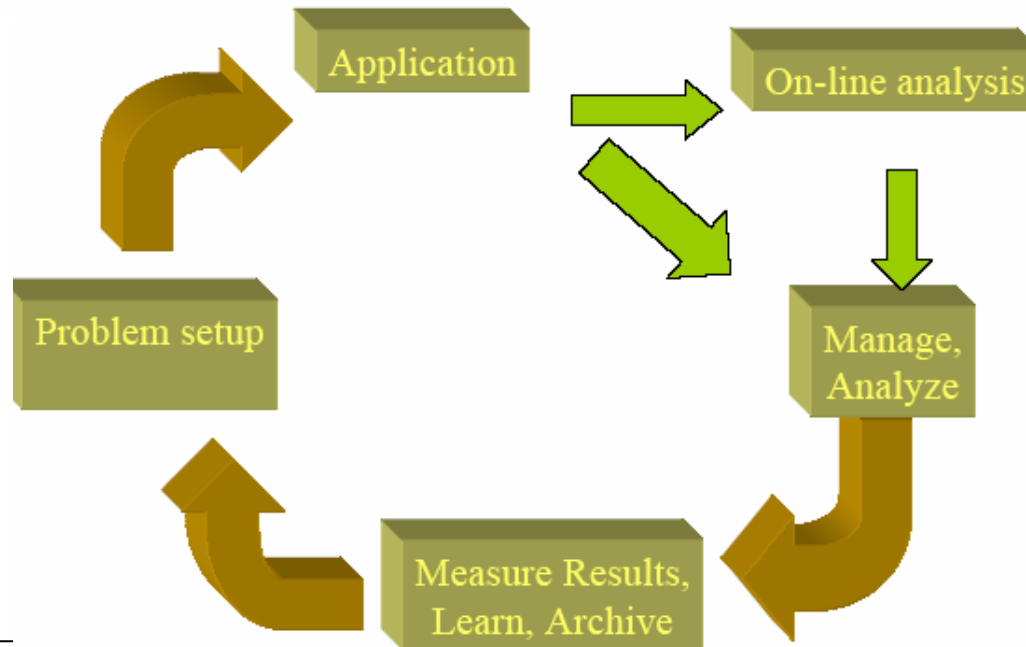 Application
On-line analysis
Problem setup
Manage,
Analyze
Measure Results,
Learn, Archive